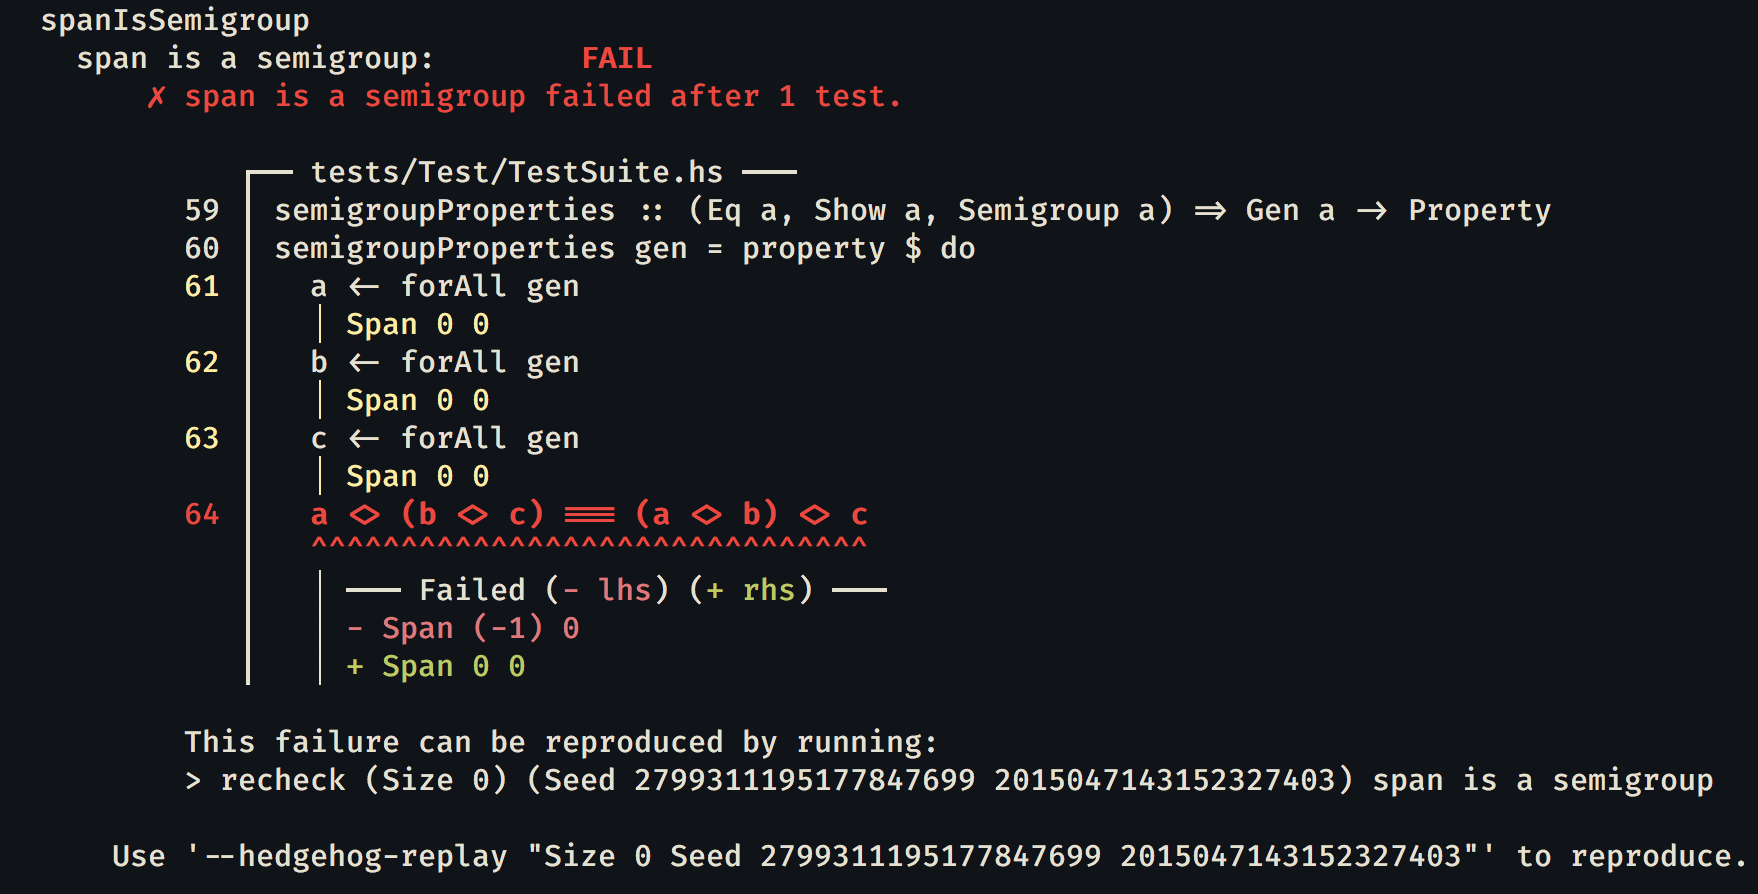 spanIsSemigroup
span is a semigroup: FAIL
✗ span is a semigroup failed after 1 test.
┏━━ tests/Test/TestSuite.hs ━━━
59 ┃ semigroupProperties :: (Eq a, Show a, Semigroup a) => Gen a -> Property
60 ┃ semigroupProperties gen = property $ do
61 ┃   a <- forAll gen
┃   │ Span 0 0
62 ┃   b <- forAll gen
┃   │ Span 0 0
63 ┃   c <- forAll gen
┃   │ Span 0 0
64 ┃   a <> (b <> c) === (a <> b) <> c
┃   ^^^^^^^^^^^^^^^^^^^^^^^^^^^^^^^
┃   │ ━━━ Failed (- lhs) (+ rhs) ━━━
┃   │ - Span (-1) 0
┃   │ + Span 0 0
This failure can be reproduced by running:
> recheck (Size 0) (Seed 2799311195177847699 2015047143152327403) span is a semigroup
Use '--hedgehog-replay "Size 0 Seed 2799311195177847699 2015047143152327403"' to reproduce.